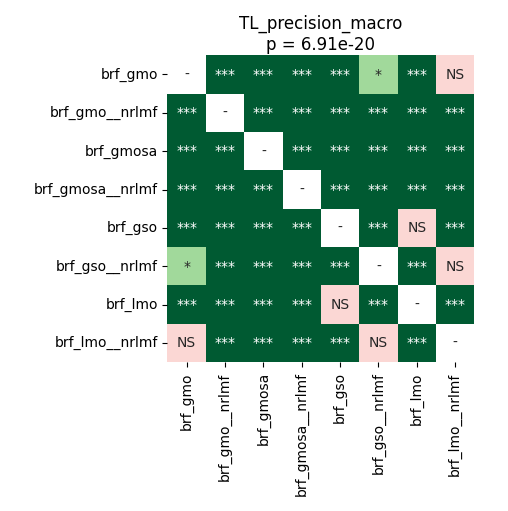 TL_precision_macro
p = 6.91e-20
brf_gmo - *** *** *** *** * *** NS
brf_gmo__nrlmf *** - *** *** *** *** *** ***
brf_gmosa *** *** - *** *** *** *** ***
brf_gmosa__nrlmf *** *** *** - *** *** *** ***
brf_gso *** *** *** *** - *** NS ***
brf_gso__nrlmf * *** *** *** *** - *** NS
brf_lmo *** *** *** *** NS *** - ***
brf_lmo__nrlmf NS *** *** *** *** NS *** -
brf_gmo
brf_gmo__nrlmf
brf_gmosa
brf_gmosa__nrlmf
brf_gso
brf_gso__nrlmf
brf_lmo
brf_lmo__nrlmf